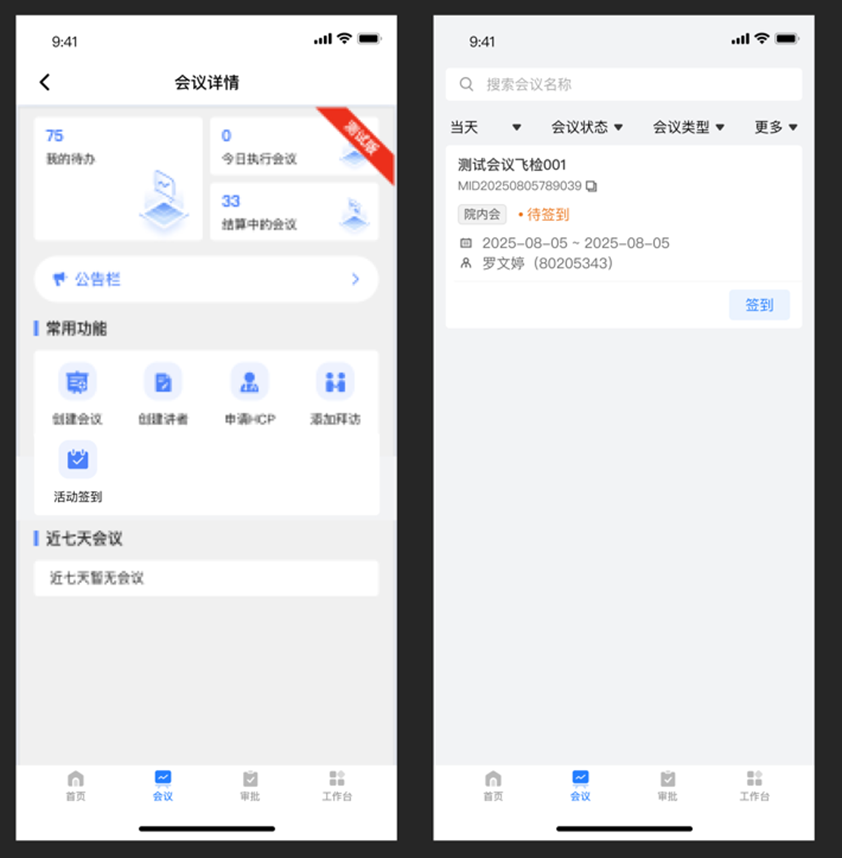 9:41
会议详情
测试版
75
我的待办
0
今日执行会议
33
结算中的会议
公告栏
常用功能
创建会议
创建讲者
申请HCP
添加拜访
活动签到
近七天会议
近七天暂无会议
首页
会议
审批
工作台
9:41
搜索会议名称
当天
会议状态
会议类型
更多
测试会议飞检001
MID20250805789039
院内会
•待签到
2025-08-05 ~ 2025-08-05
罗文婷（80205343）
签到
首页
会议
审批
工作台